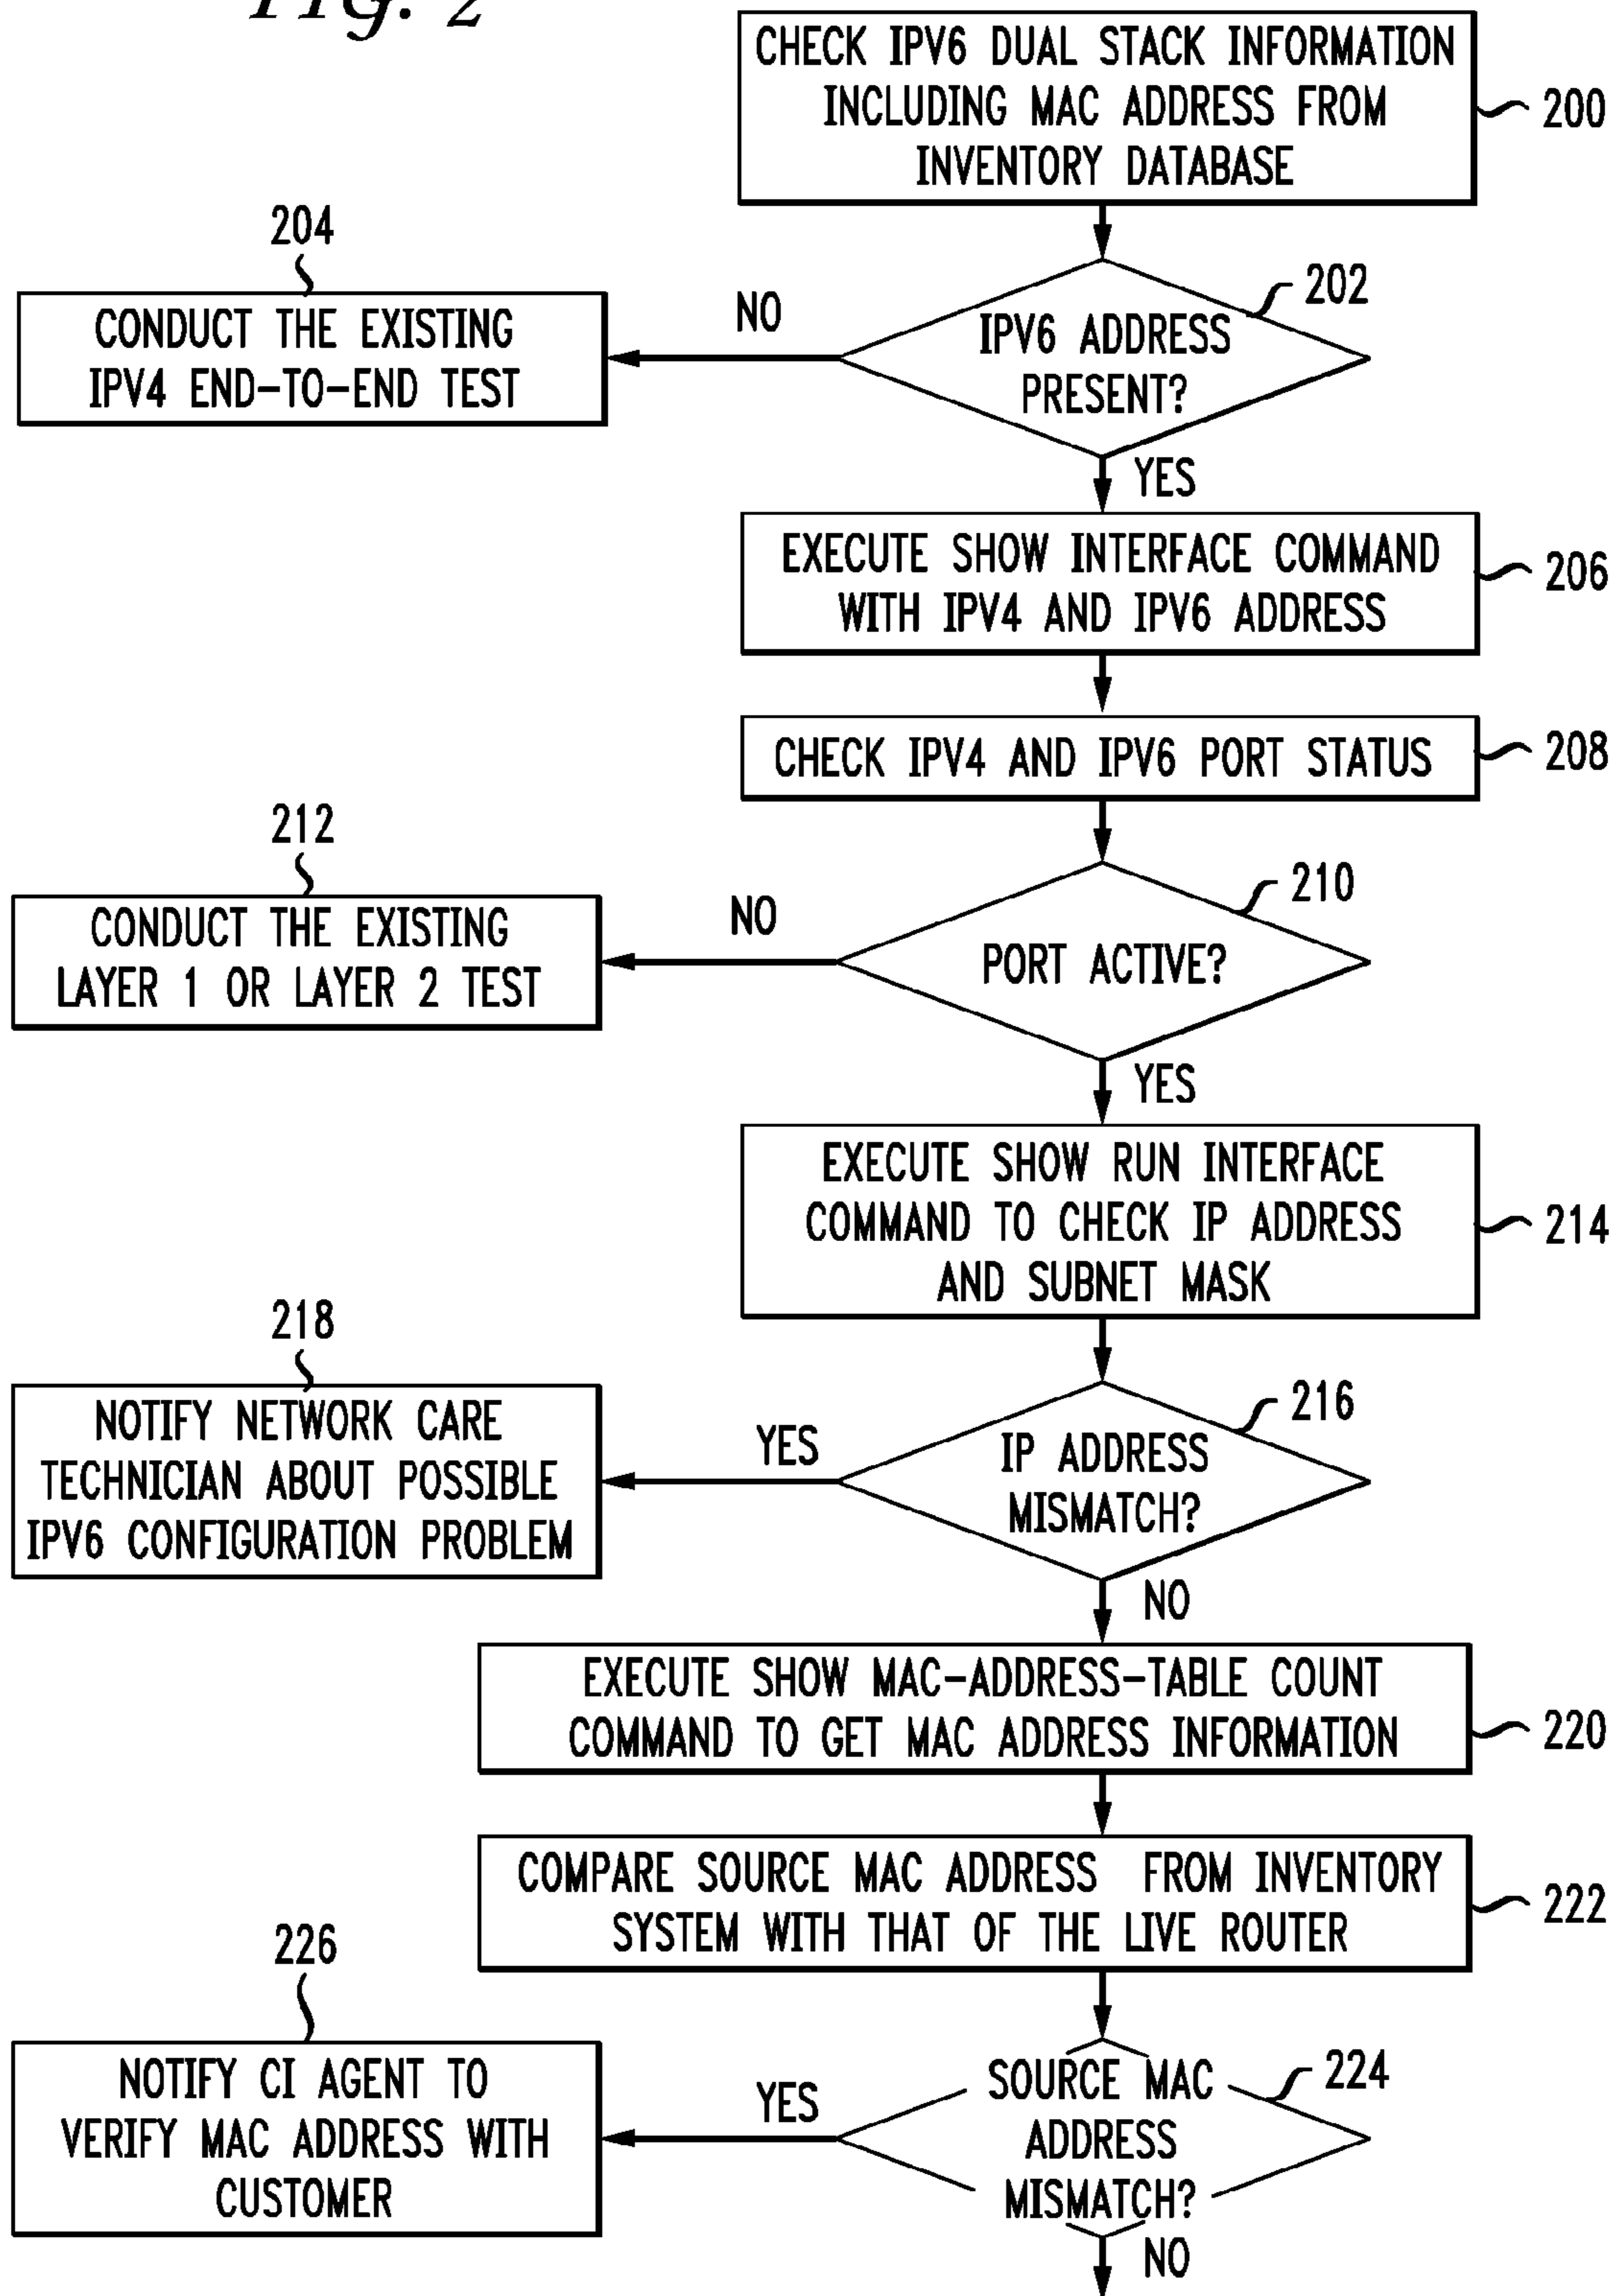 FIG. 2
CHECK IPV6 DUAL STACK INFORMATION
INCLUDING MAC ADDRESS FROM
INVENTORY DATABASE
200
204
CONDUCT THE EXISTING
IPV4 END-TO-END TEST
NO
202
IPV6 ADDRESS
PRESENT?
YES
EXECUTE SHOW INTERFACE COMMAND
WITH IPV4 AND IPV6 ADDRESS
206
CHECK IPV4 AND IPV6 PORT STATUS
208
212
CONDUCT THE EXISTING
LAYER 1 OR LAYER 2 TEST
NO
210
PORT ACTIVE?
YES
EXECUTE SHOW RUN INTERFACE
COMMAND TO CHECK IP ADDRESS
AND SUBNET MASK
214
218
NOTIFY NETWORK CARE
TECHNICIAN ABOUT POSSIBLE
IPV6 CONFIGURATION PROBLEM
YES
216
IP ADDRESS
MISMATCH?
NO
EXECUTE SHOW MAC-ADDRESS-TABLE COUNT
COMMAND TO GET MAC ADDRESS INFORMATION
220
COMPARE SOURCE MAC ADDRESS FROM INVENTORY
SYSTEM WITH THAT OF THE LIVE ROUTER
222
226
NOTIFY CI AGENT TO
VERIFY MAC ADDRESS WITH
CUSTOMER
YES
224
SOURCE MAC
ADDRESS
MISMATCH?
NO